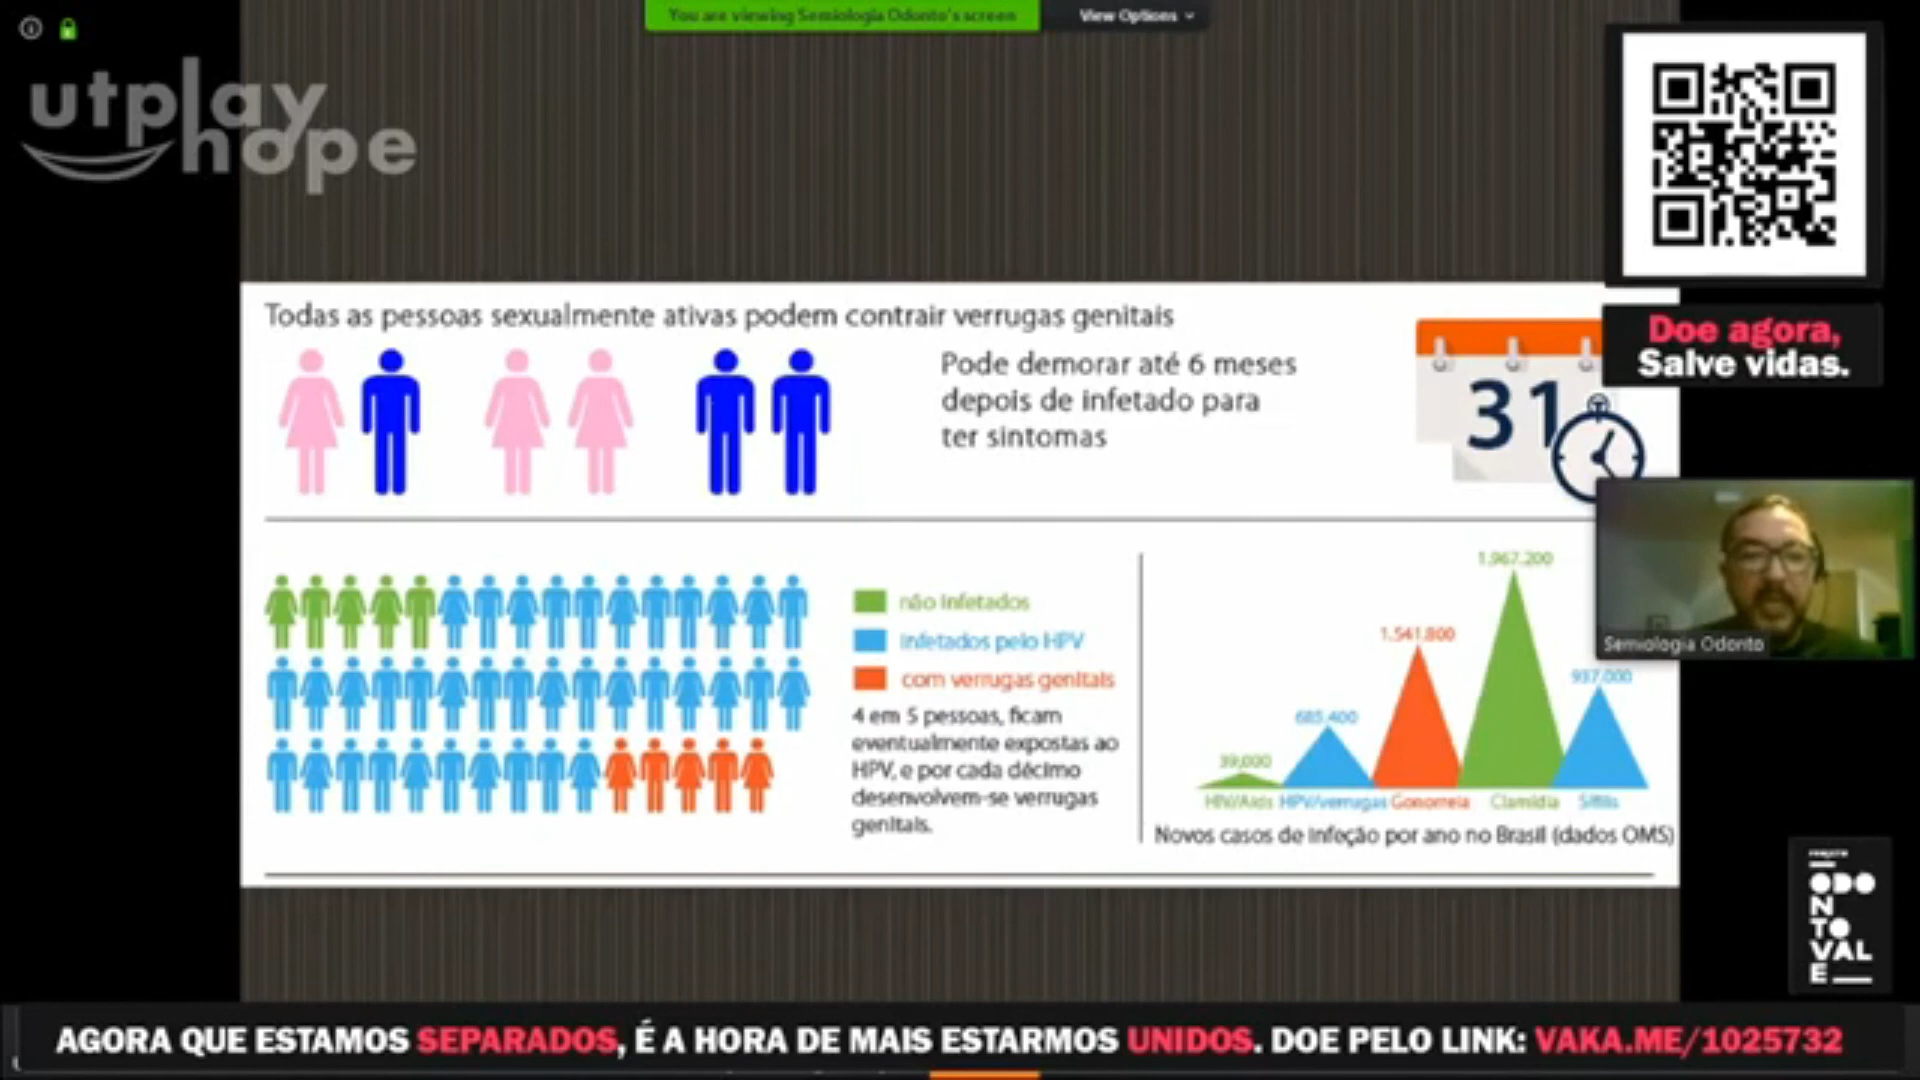 You are viewing Semiologia Odonto's screen
View Options
utplay
hope
Todas as pessoas sexualmente ativas podem contrair verrugas genitais
Pode demorar até 6 meses
depois de infetado para
ter sintomas
31
Doe agora,
Salve vidas.
Semiologia Odonto
não infetados
infetados pelo HPV
com verrugas genitais
4 em 5 pessoas, ficam
eventualmente expostas ao
HPV, e por cada décimo
desenvolvem-se verrugas
genitais.
1.967.200
1.541.800
937.000
685.400
39,000
HIV/Aids HPV/verrugas Gonorreia Clamídia Sífilis
Novos casos de infeção por ano no Brasil (dados OMS)
ODO
N
TO
VAL
E
AGORA QUE ESTAMOS SEPARADOS, É A HORA DE MAIS ESTARMOS UNIDOS. DOE PELO LINK: VAKA.ME/1025732